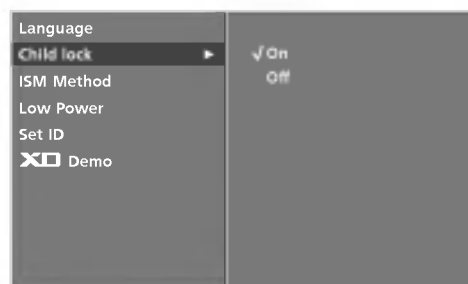 Language
Child lock ►
√ On
Off
ISM Method
Low Power
Set ID
XD Demo